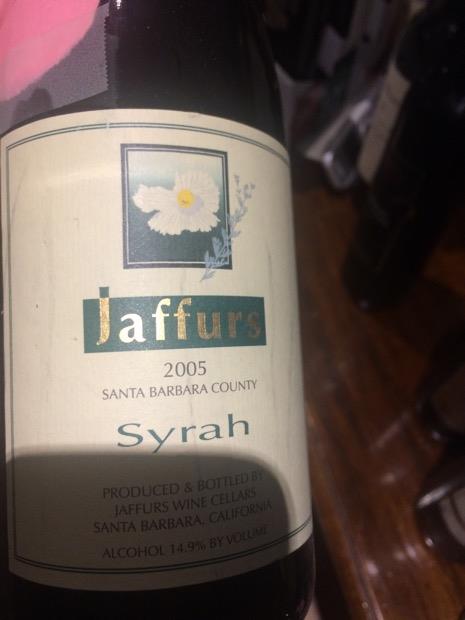 Jaffurs
2005
SANTA BARBARA COUNTY
Syrah
PRODUCED & BOTTLED BY
JAFFURS WINE CELLARS
SANTA BARBARA, CALIFORNIA
ALCOHOL 14.9% BY VOLUME